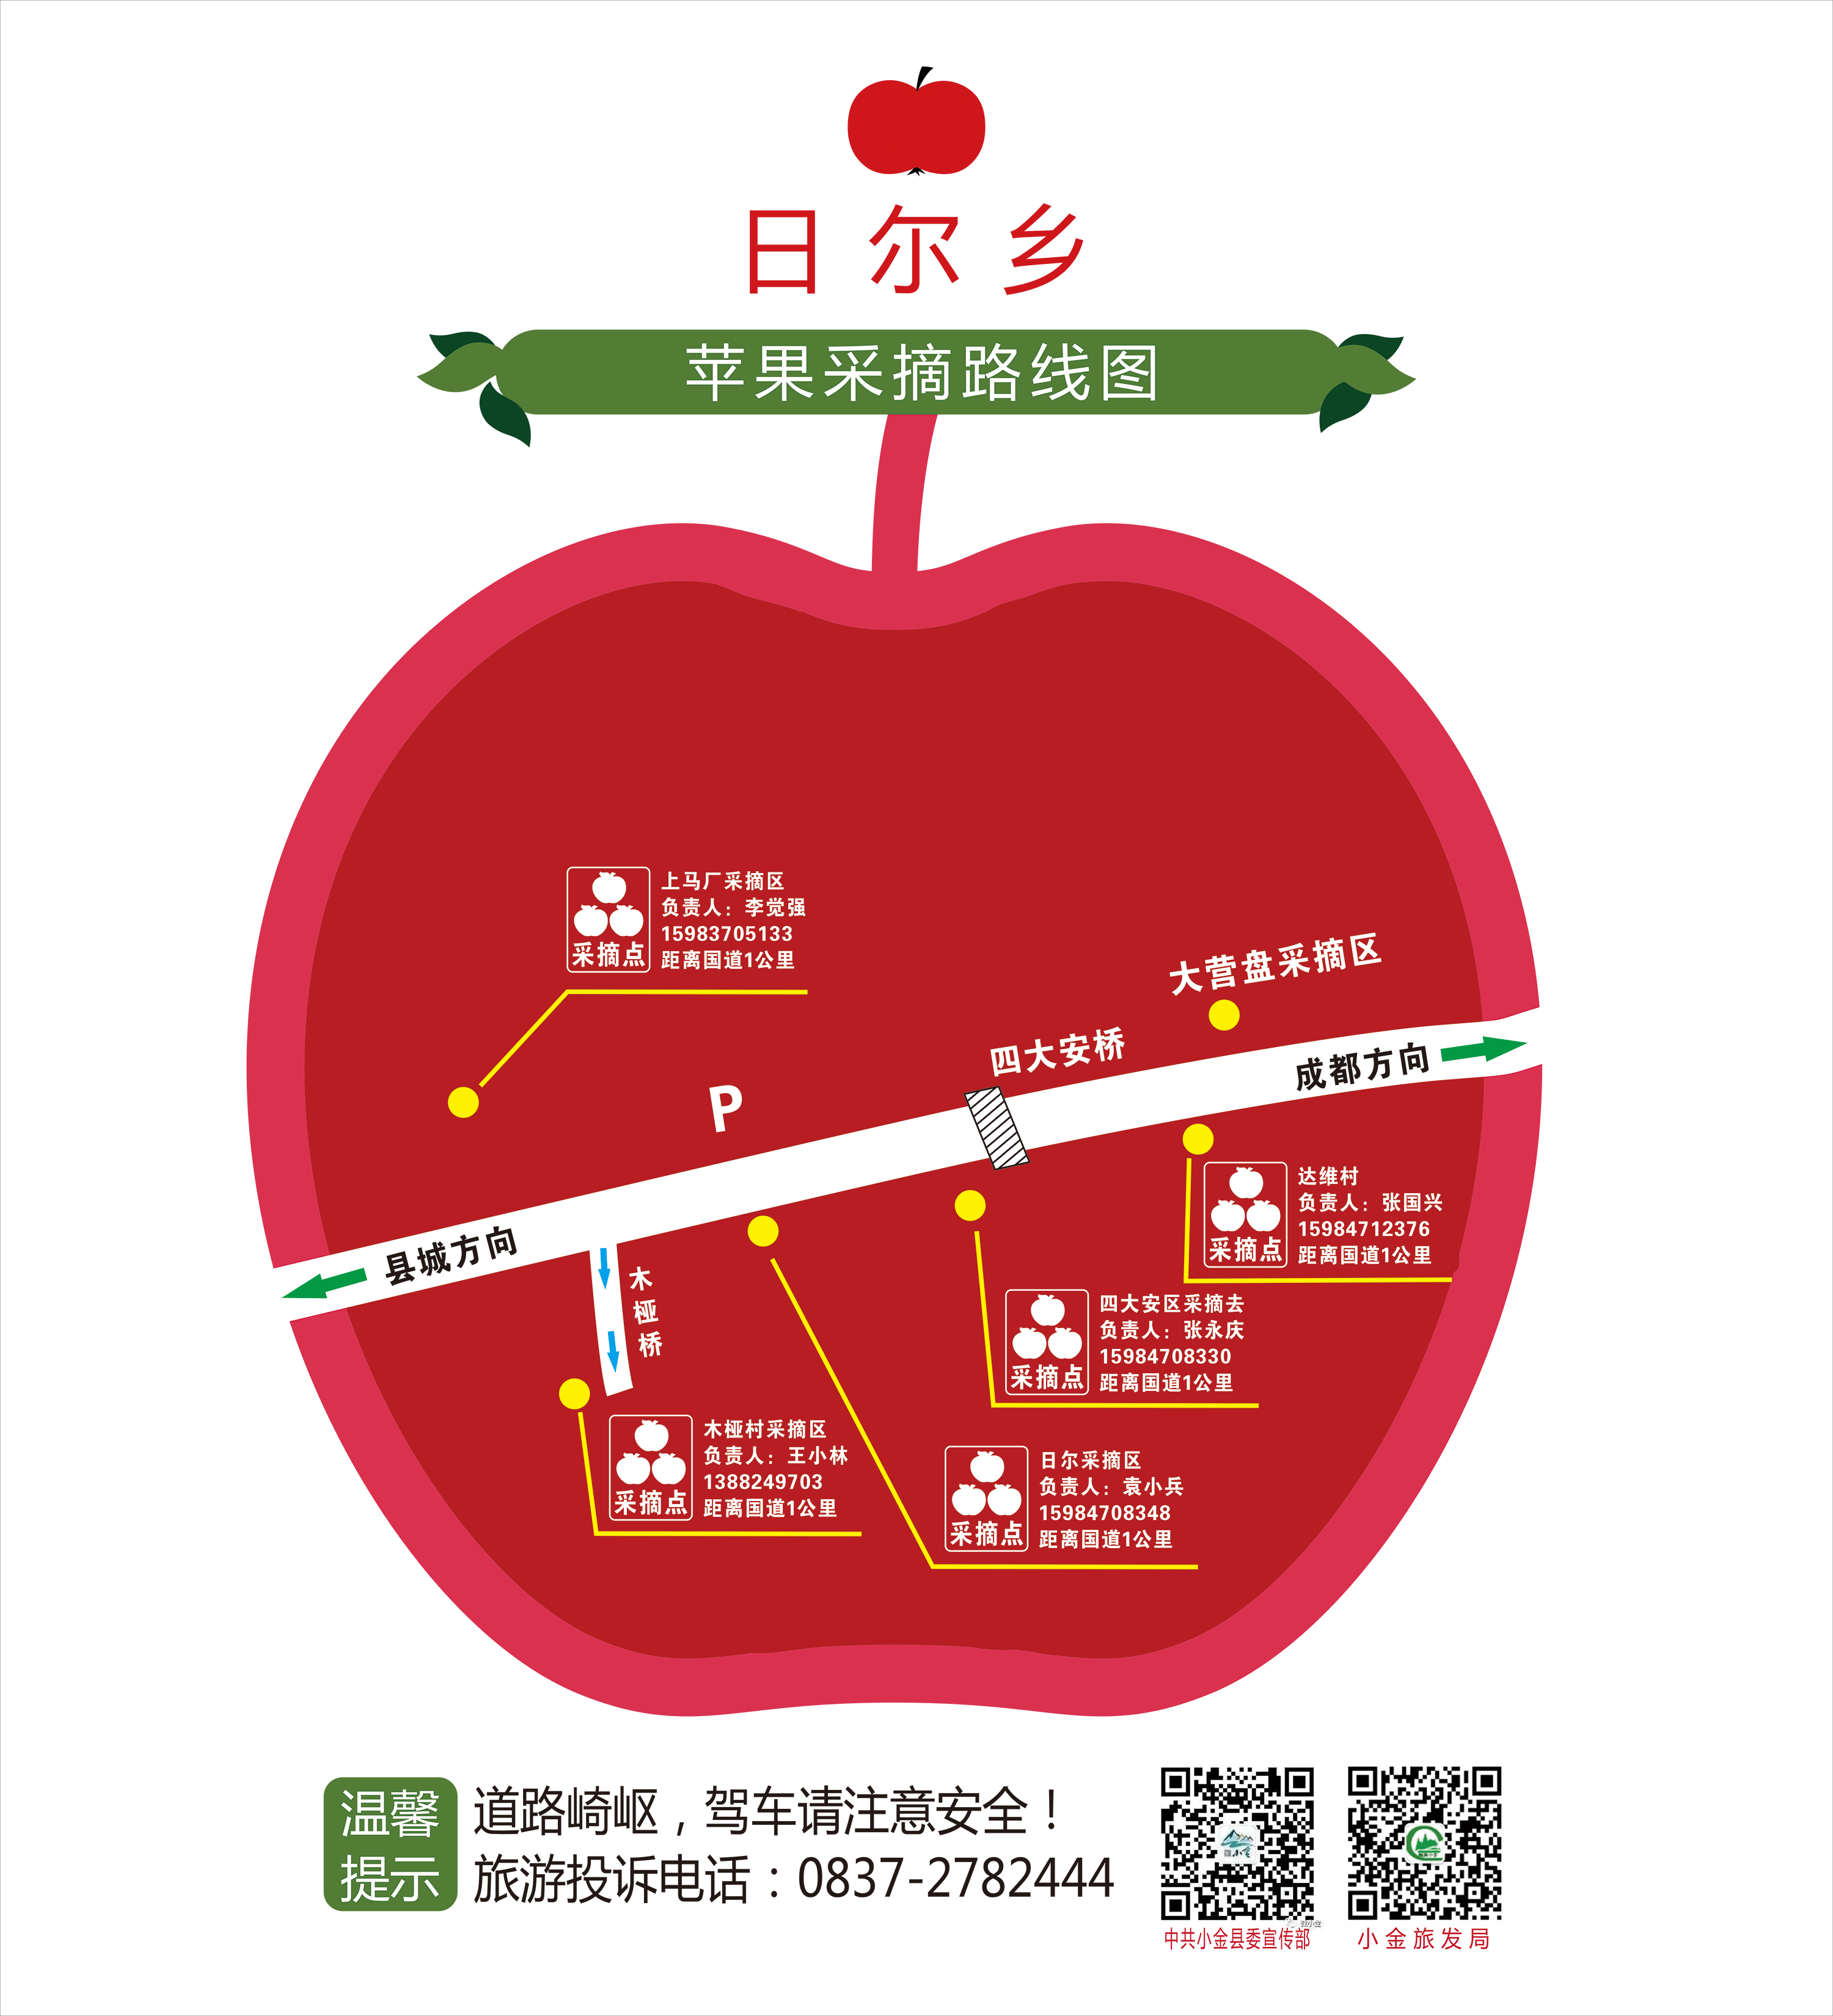 日尔乡
苹果采摘路线图
上马厂采摘区
负责人：李觉强
15983705133
距离国道1公里
采摘点
大营盘采摘区
四大安桥
成都方向
P
县城方向
木桠桥
达维村
负责人：张国兴
15984712376
距离国道1公里
采摘点
四大安区采摘去
负责人：张永庆
15984708330
距离国道1公里
采摘点
木桠村采摘区
负责人：王小林
1388249703
距离国道1公里
采摘点
日尔采摘区
负责人：袁小兵
15984708348
距离国道1公里
采摘点
温馨
提示
道路崎岖，驾车请注意安全！
旅游投诉电话：0837-2782444
微小金
中共小金县委宣传部
小金旅发局